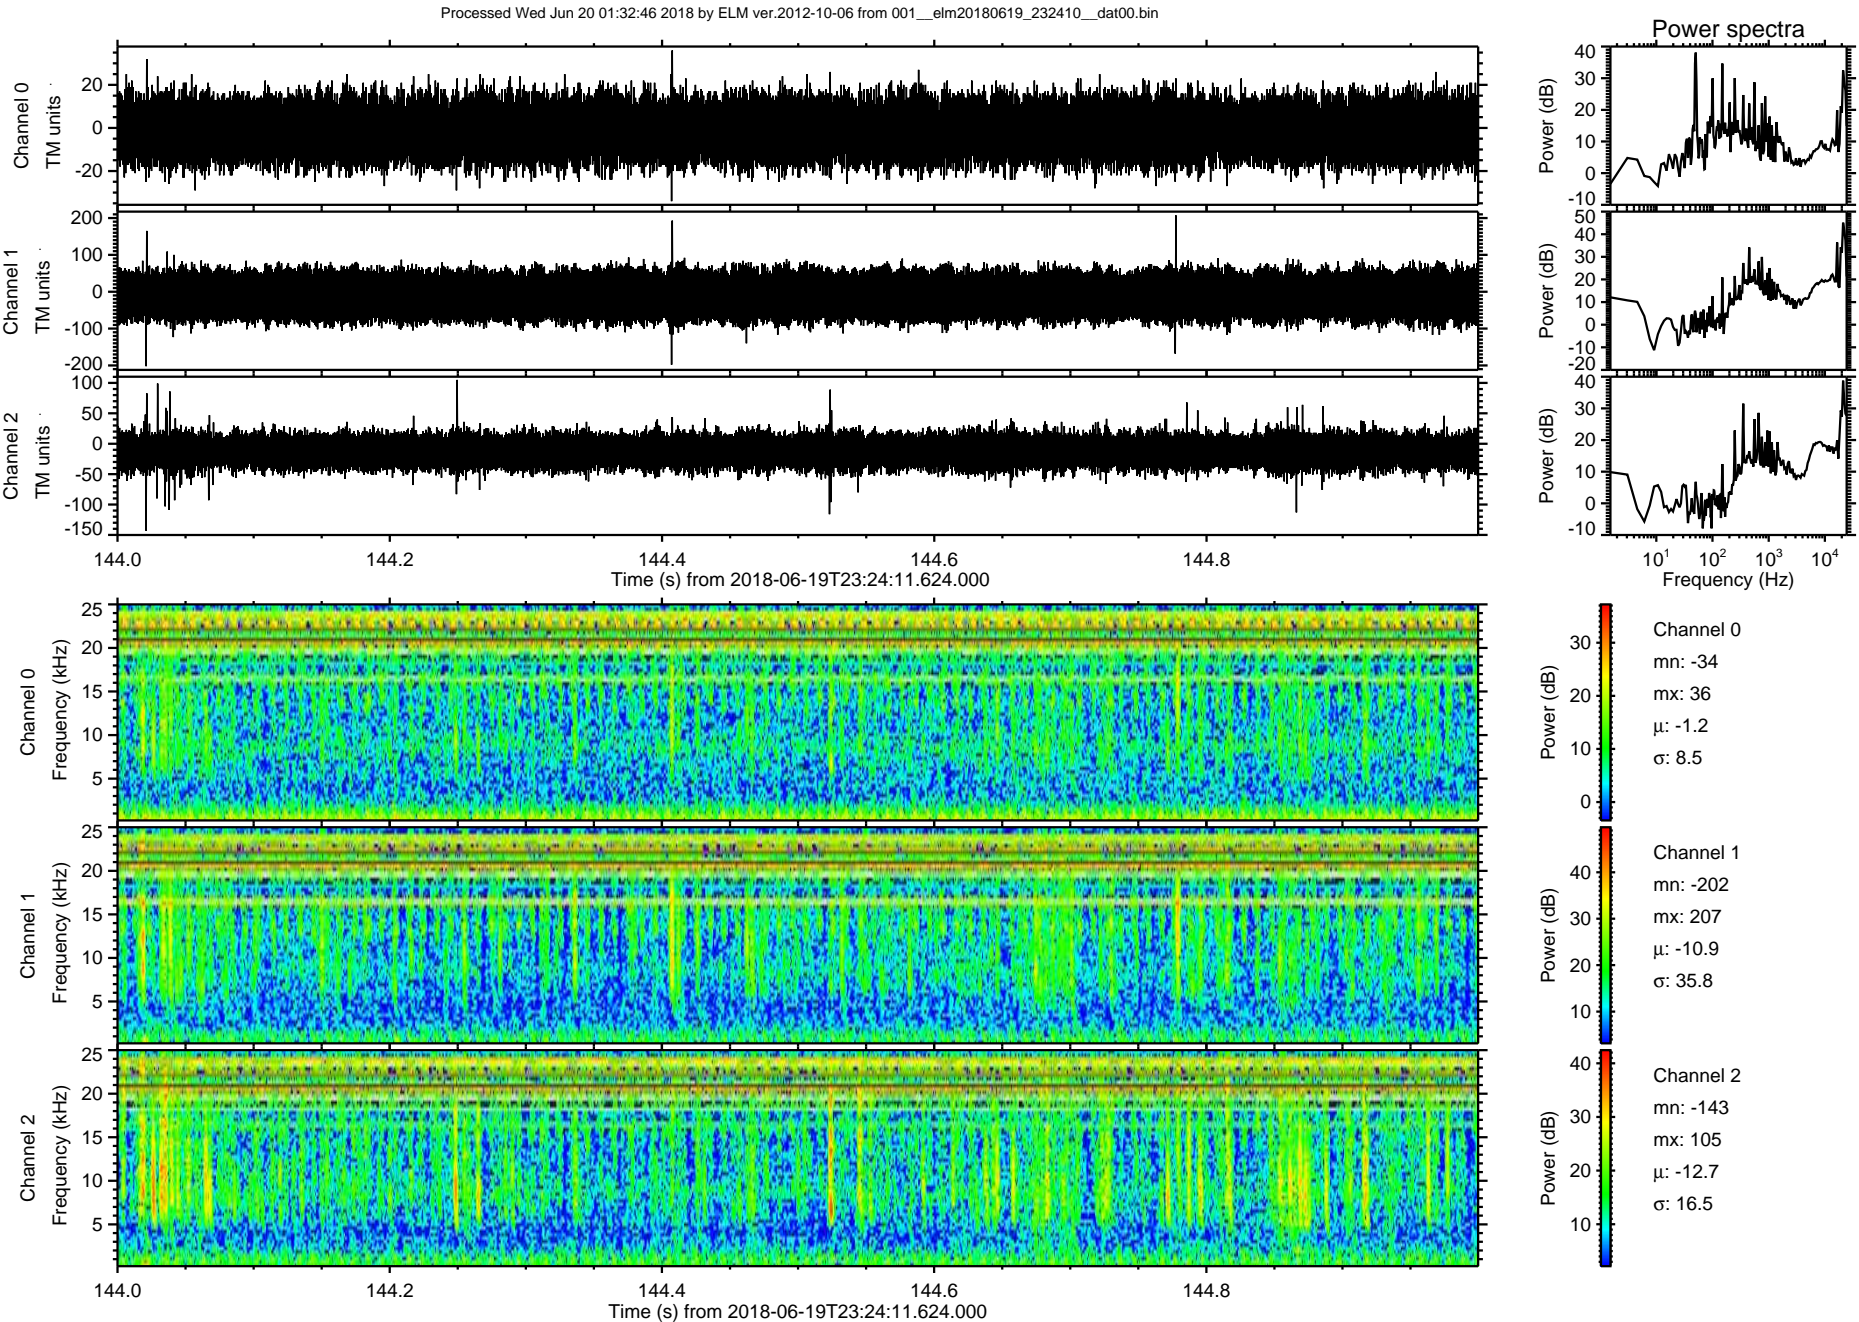 Processed Wed Jun 20 01:32:46 2018 by ELM ver.2012-10-06 from 001__elm20180619_232410__dat00.bin
Power spectra
Channel 0
TM units
20
0
-20
Power (dB)
40
30
20
10
0
-10
Channel 1
TM units
200
100
0
-100
-200
Power (dB)
50
40
30
20
10
0
-10
-20
Channel 2
TM units
100
50
0
-50
-100
-150
Power (dB)
40
30
20
10
0
-10
144.0 144.2 144.4 144.6 144.8
Time (s) from 2018-06-19T23:24:11.624.000
10^1 10^2 10^3 10^4
Frequency (Hz)
Channel 0
Frequency (kHz)
25
20
15
10
5
Power (dB)
30
20
10
0
Channel 0
mn: -34
mx: 36
μ: -1.2
σ: 8.5
Channel 1
Frequency (kHz)
25
20
15
10
5
Power (dB)
40
30
20
10
Channel 1
mn: -202
mx: 207
μ: -10.9
σ: 35.8
Channel 2
Frequency (kHz)
25
20
15
10
5
Power (dB)
40
30
20
10
Channel 2
mn: -143
mx: 105
μ: -12.7
σ: 16.5
144.0 144.2 144.4 144.6 144.8
Time (s) from 2018-06-19T23:24:11.624.000